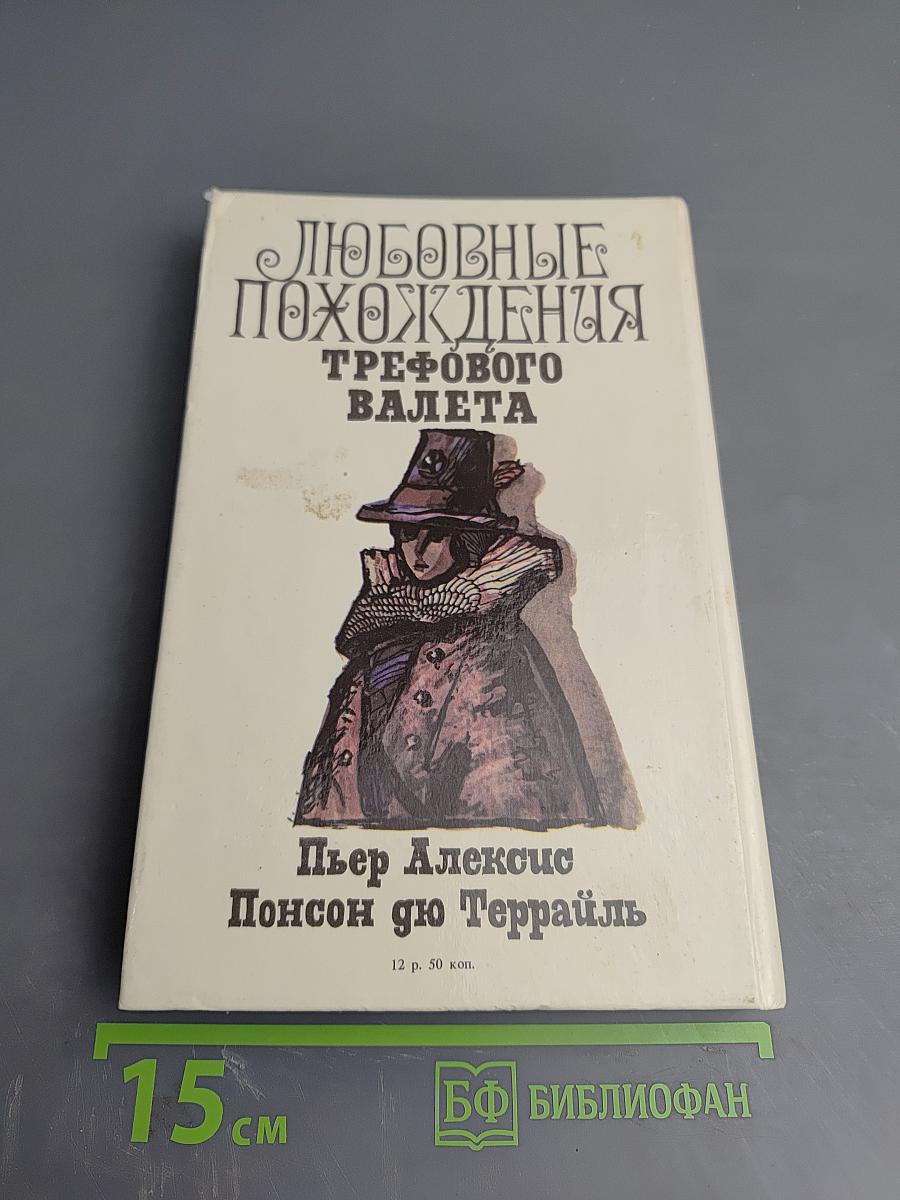 ЛЮБОВНЫЕ
ПОХОЖДЕНИЯ
ТРЕФОВОГО
ВАЛЕТА
Пьер Алексис
Понсон дю Террайль
12 р. 50 коп.
15 см
БФ БИБЛИОФАН